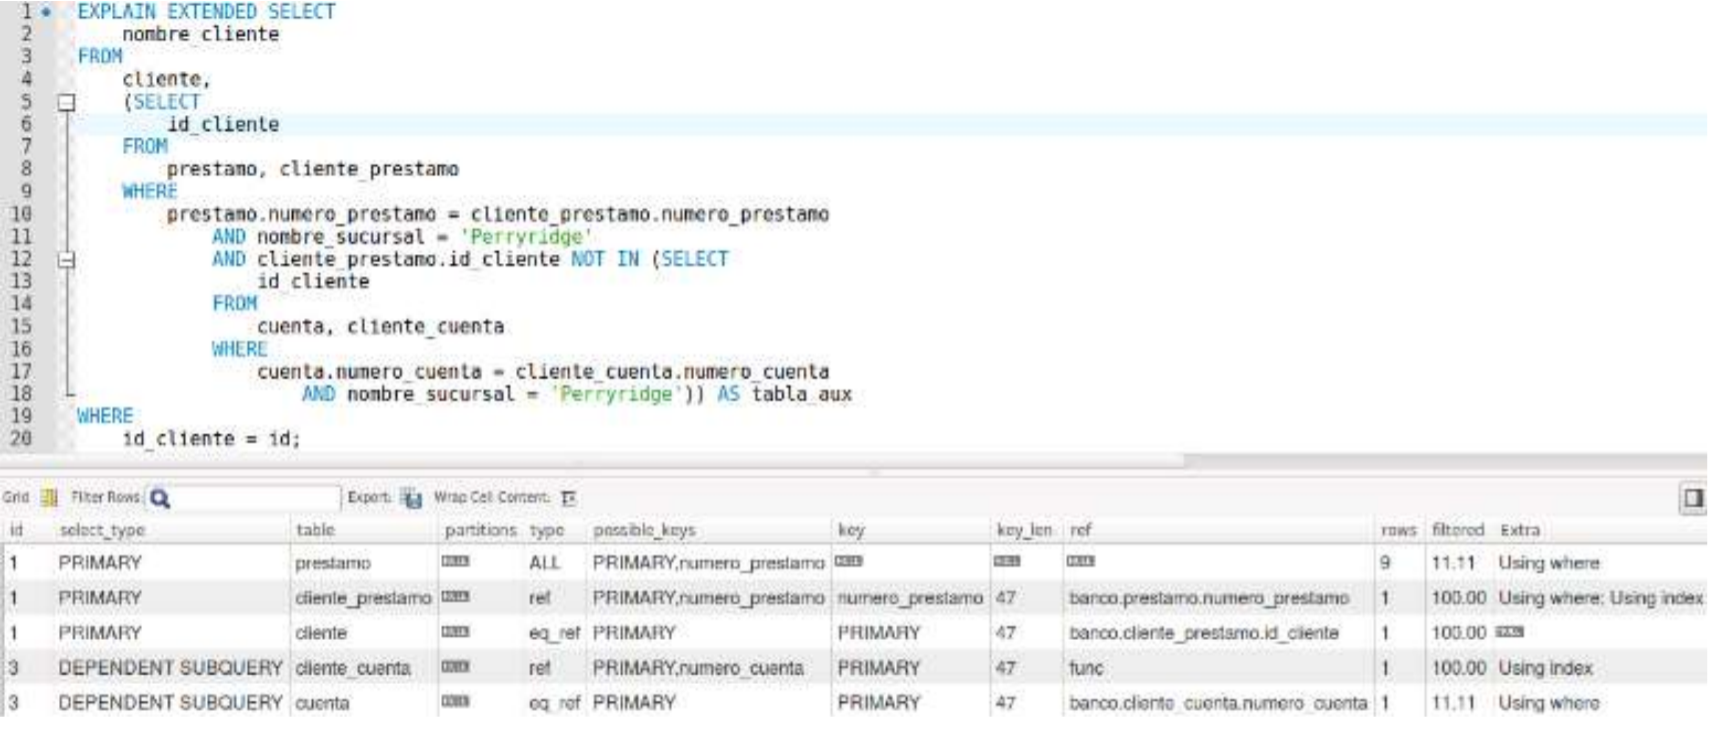 1 EXPLAIN EXTENDED SELECT
2 nombre_cliente
3 FROM
4 cliente,
5 (SELECT
6 id_cliente
7 FROM
8 prestamo, cliente_prestamo
9 WHERE
10 prestamo.numero_prestamo = cliente_prestamo.numero_prestamo
11 AND nombre_sucursal = 'Perryridge'
12 AND cliente_prestamo.id_cliente NOT IN (SELECT
13 id_cliente
14 FROM
15 cuenta, cliente_cuenta
16 WHERE
17 cuenta.numero_cuenta = cliente_cuenta.numero_cuenta
18 AND nombre_sucursal = 'Perryridge')) AS tabla_aux
19 WHERE
20 id_cliente = id;
Grid Filter Rows: Export: Wrap Cell Content:
id select_type table partitions type possible_keys key key_len ref rows filtered Extra
1 PRIMARY prestamo NULL ALL PRIMARY,numero_prestamo NULL NULL NULL 9 11.11 Using where
1 PRIMARY cliente_prestamo NULL ref PRIMARY,numero_prestamo numero_prestamo 47 banco.prestamo.numero_prestamo 1 100.00 Using where; Using index
1 PRIMARY cliente NULL eq_ref PRIMARY PRIMARY 47 banco.cliente_prestamo.id_cliente 1 100.00 NULL
3 DEPENDENT SUBQUERY cliente_cuenta NULL ref PRIMARY,numero_cuenta PRIMARY 47 func 1 100.00 Using index
3 DEPENDENT SUBQUERY cuenta NULL eq_ref PRIMARY PRIMARY 47 banco.cliente_cuenta.numero_cuenta 1 11.11 Using where